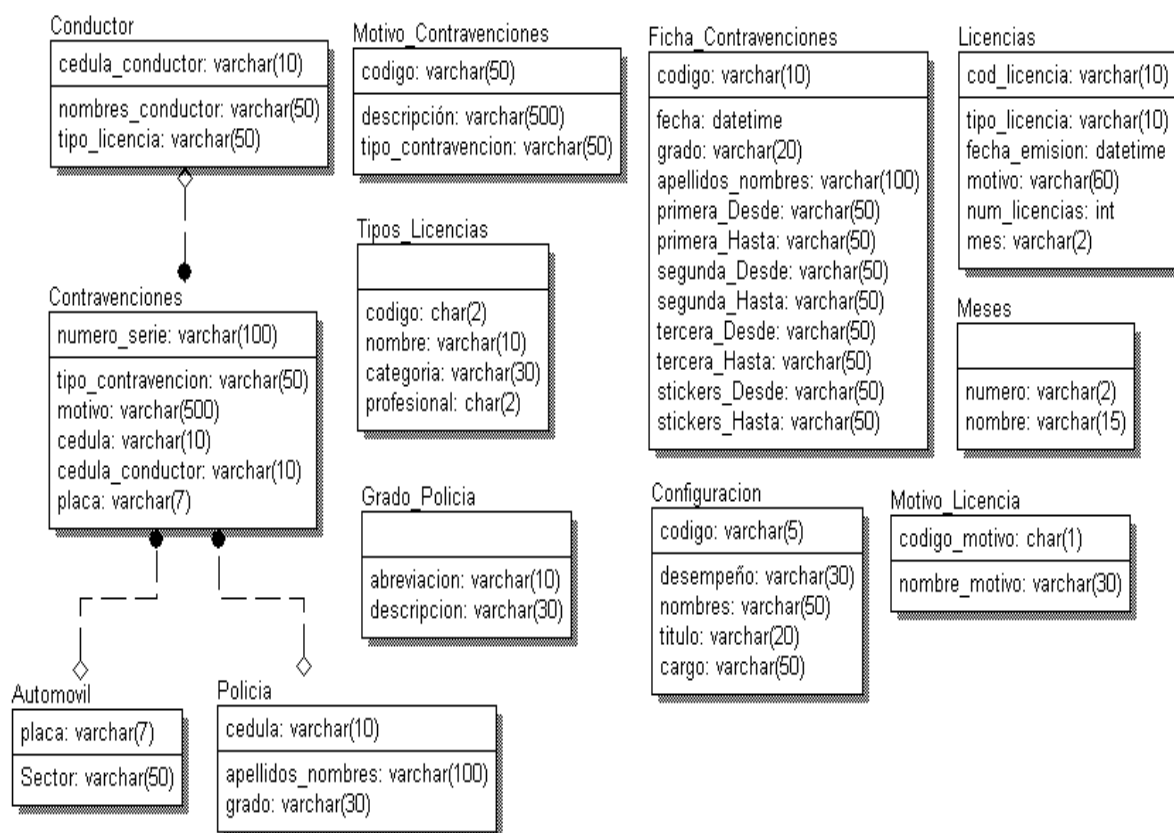 Conductor
cedula_conductor: varchar(10)
nombres_conductor: varchar(50)
tipo_licencia: varchar(50)
Motivo_Contravenciones
codigo: varchar(50)
descripción: varchar(500)
tipo_contravencion: varchar(50)
Ficha_Contravenciones
codigo: varchar(10)
fecha: datetime
grado: varchar(20)
apellidos_nombres: varchar(100)
primera_Desde: varchar(50)
primera_Hasta: varchar(50)
segunda_Desde: varchar(50)
segunda_Hasta: varchar(50)
tercera_Desde: varchar(50)
tercera_Hasta: varchar(50)
stickers_Desde: varchar(50)
stickers_Hasta: varchar(50)
Licencias
cod_licencia: varchar(10)
tipo_licencia: varchar(10)
fecha_emision: datetime
motivo: varchar(60)
num_licencias: int
mes: varchar(2)
Tipos_Licencias
codigo: char(2)
nombre: varchar(10)
categoria: varchar(30)
profesional: char(2)
Contravenciones
numero_serie: varchar(100)
tipo_contravencion: varchar(50)
motivo: varchar(500)
cedula: varchar(10)
cedula_conductor: varchar(10)
placa: varchar(7)
Meses
numero: varchar(2)
nombre: varchar(15)
Grado_Policia
abreviacion: varchar(10)
descripcion: varchar(30)
Configuracion
codigo: varchar(5)
desempeño: varchar(30)
nombres: varchar(50)
titulo: varchar(20)
cargo: varchar(50)
Motivo_Licencia
codigo_motivo: char(1)
nombre_motivo: varchar(30)
Automovil
placa: varchar(7)
Sector: varchar(50)
Policia
cedula: varchar(10)
apellidos_nombres: varchar(100)
grado: varchar(30)